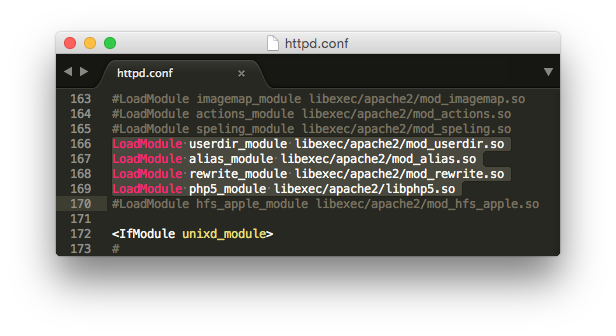 httpd.conf
httpd.conf ×
163 #LoadModule imagemap_module libexec/apache2/mod_imagemap.so
164 #LoadModule actions_module libexec/apache2/mod_actions.so
165 #LoadModule speling_module libexec/apache2/mod_speling.so
166 LoadModule userdir_module libexec/apache2/mod_userdir.so
167 LoadModule alias_module libexec/apache2/mod_alias.so
168 LoadModule rewrite_module libexec/apache2/mod_rewrite.so
169 LoadModule php5_module libexec/apache2/libphp5.so
170 #LoadModule hfs_apple_module libexec/apache2/mod_hfs_apple.so
171
172 <IfModule unixd_module>
173 #